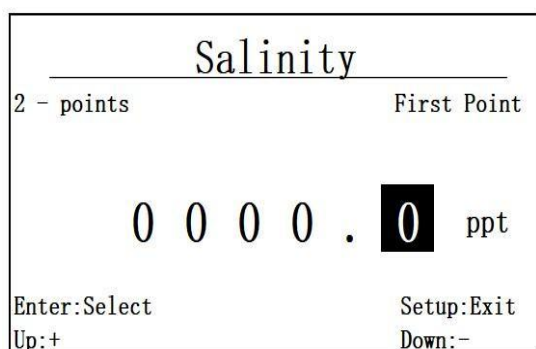 Salinity
2 - points First Point
0 0 0 0 . 0 ppt
Enter:Select Setup:Exit
Up:+ Down:-